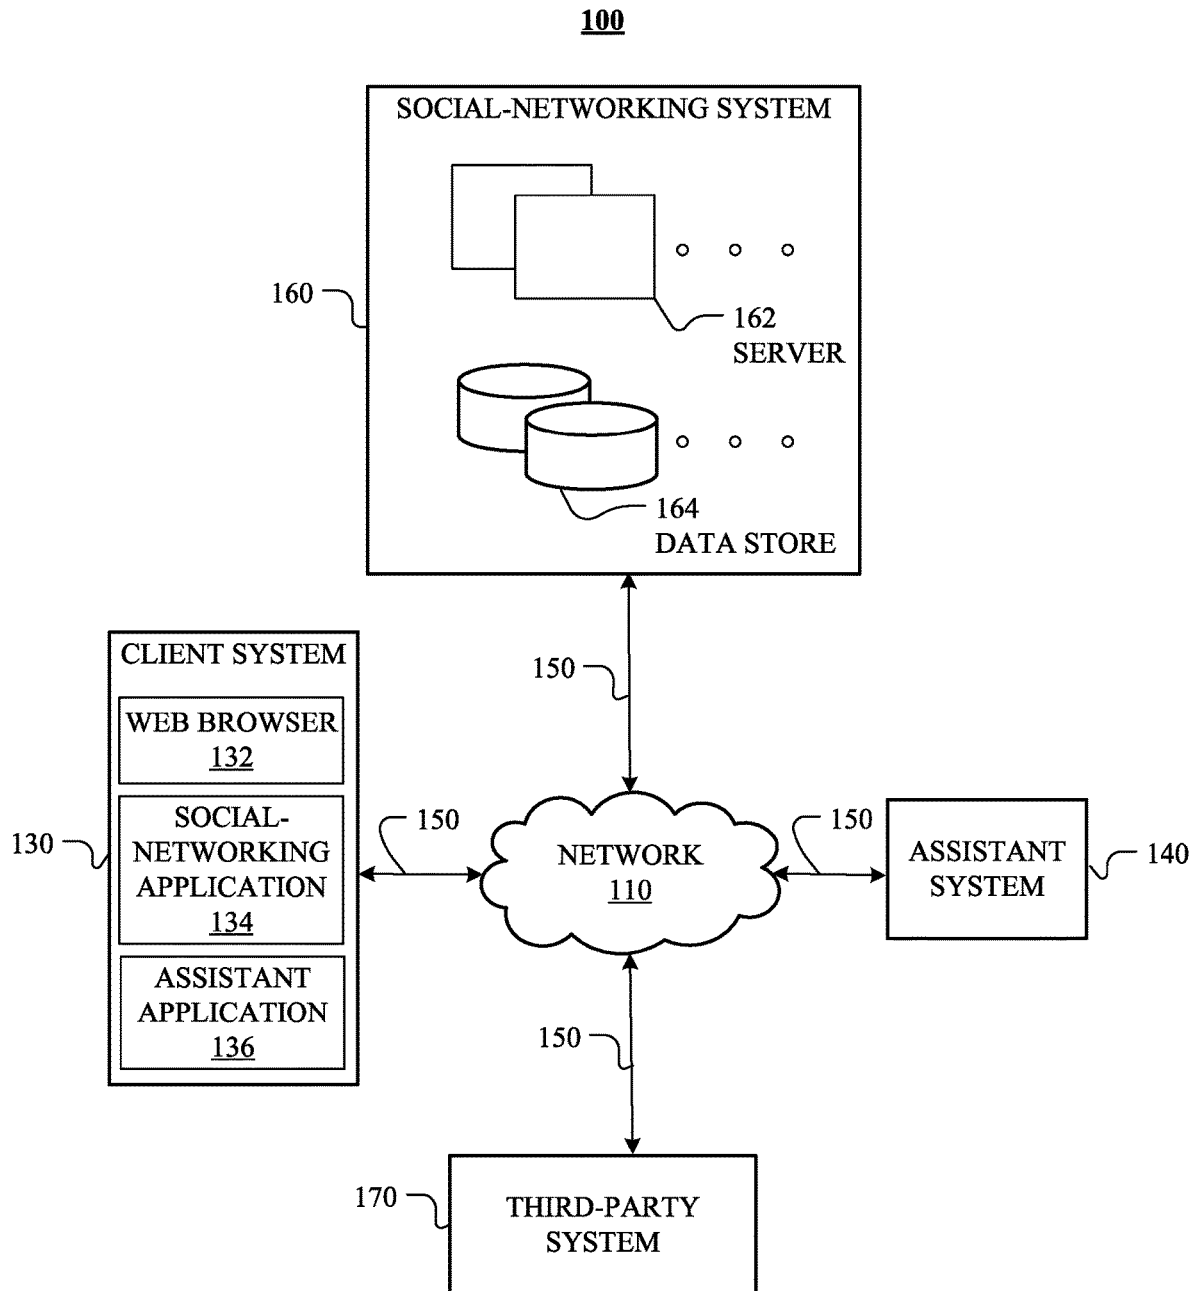 100
SOCIAL-NETWORKING SYSTEM
160
162
SERVER
164
DATA STORE
CLIENT SYSTEM
WEB BROWSER
132
SOCIAL-
NETWORKING
APPLICATION
134
ASSISTANT
APPLICATION
136
130
150
150
NETWORK
110
150
ASSISTANT
SYSTEM
140
150
170
THIRD-PARTY
SYSTEM